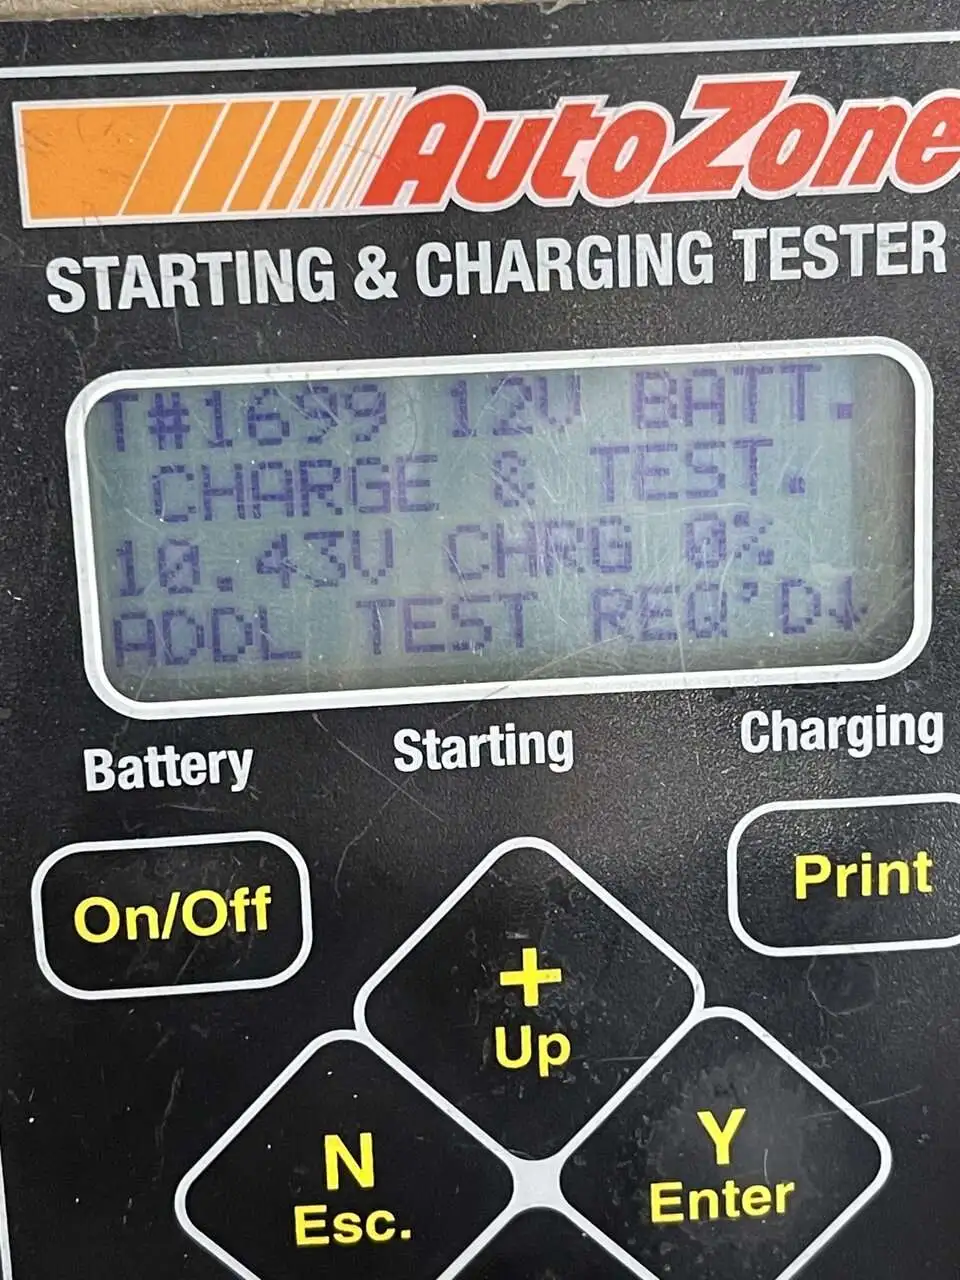 AutoZone
STARTING & CHARGING TESTER
T#1699 12V BATT.
CHARGE & TEST.
10.43V CHRG 0%
ADDL TEST REQ'D↓
Battery Starting Charging
On/Off
Print
+
Up
N
Esc.
Y
Enter